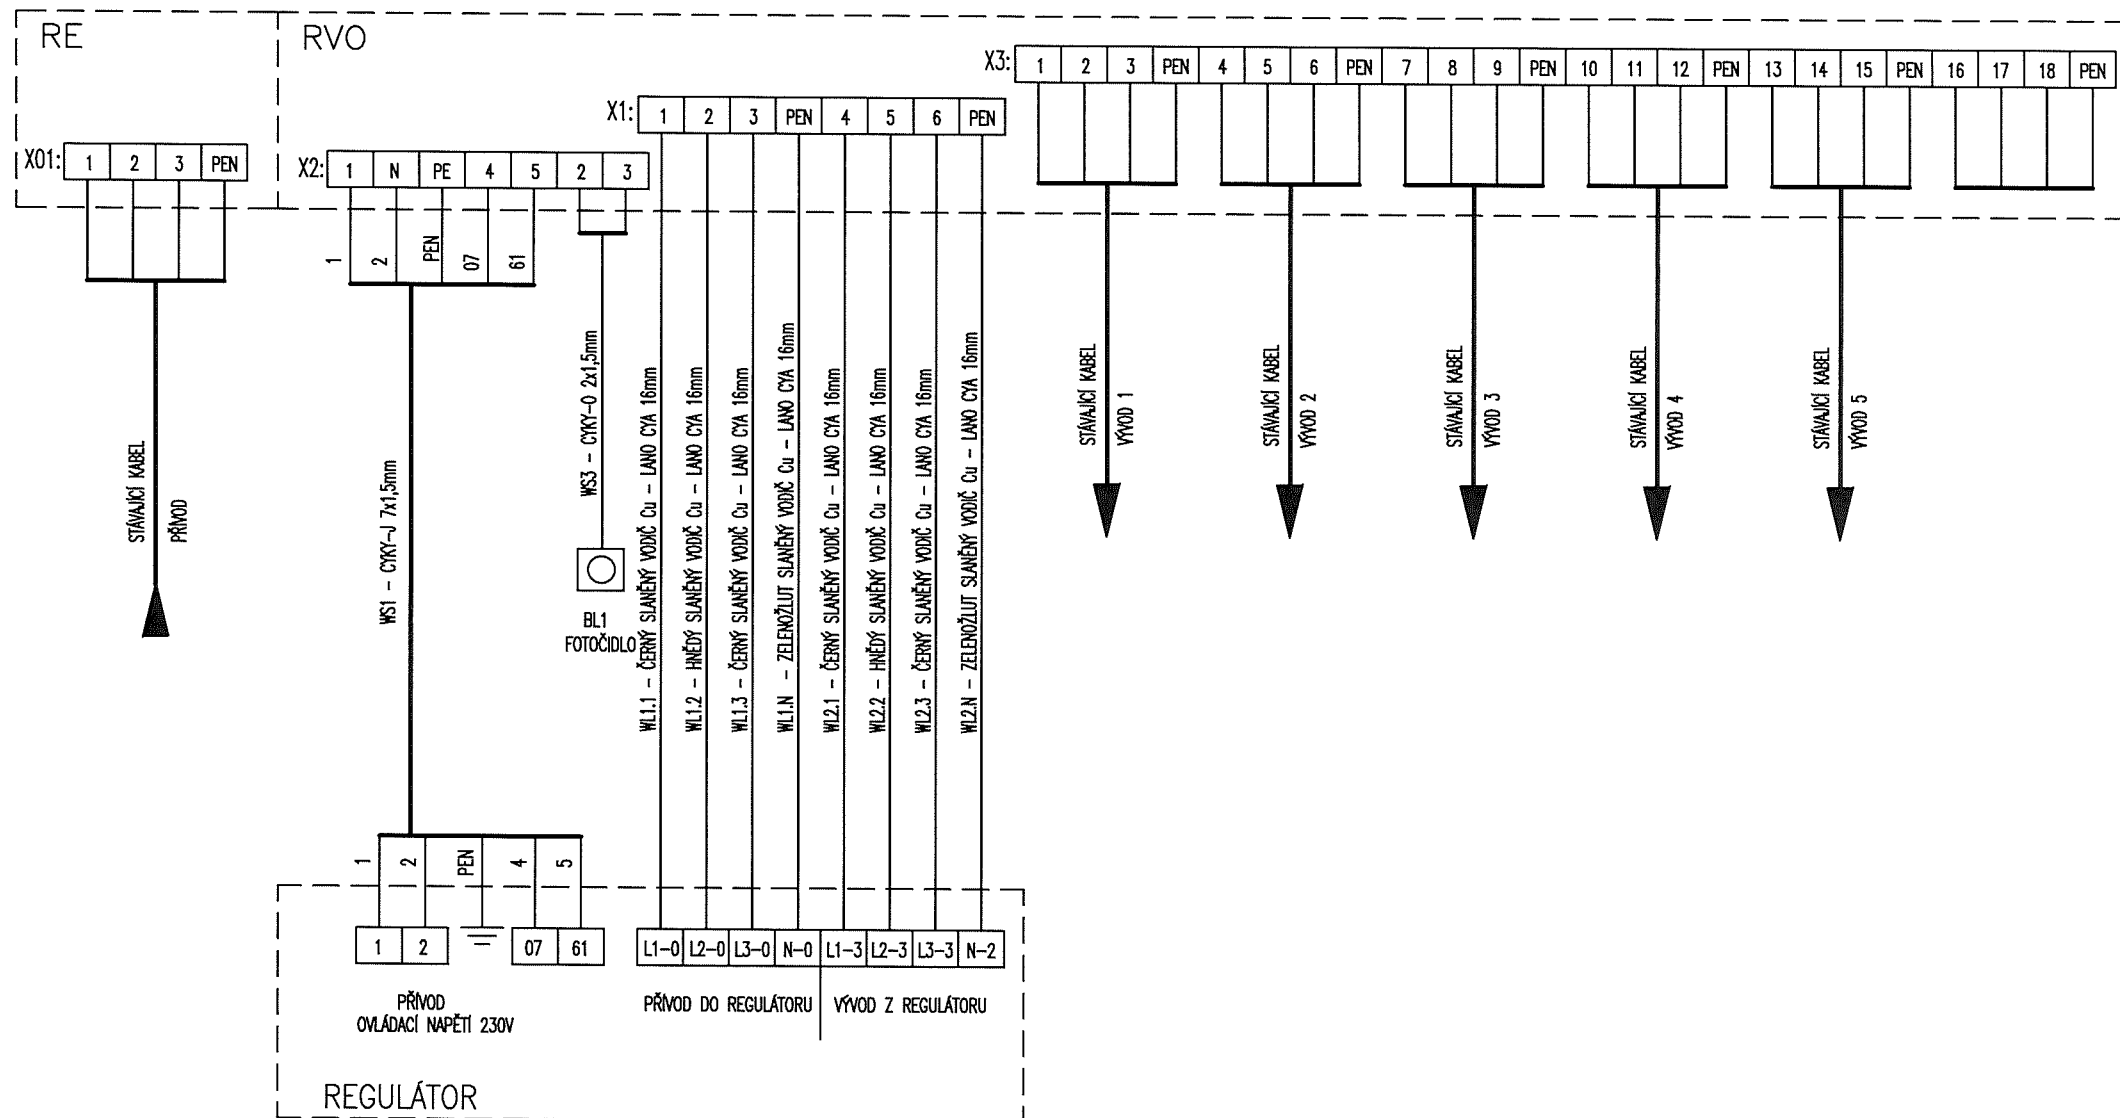 RE
RVO
X3: 1 2 3 PEN 4 5 6 PEN 7 8 9 PEN 10 11 12 PEN 13 14 15 PEN 16 17 18 PEN
X1: 1 2 3 PEN 4 5 6 PEN
X01: 1 2 3 PEN
X2: 1 N PE 4 5 2 3
1 2 PEN 07 61
STÁVAJÍCÍ KABEL
PŘÍVOD
WS1 - CYKY-J 7x1,5mm
WS3 - CYKY-O 2x1,5mm
BL1
FOTOČIDLO
WL1.1 - ČERNÝ SLANĚNÝ VODIČ Cu - LANO CYA 16mm
WL1.2 - HNĚDÝ SLANĚNÝ VODIČ Cu - LANO CYA 16mm
WL1.3 - ČERNÝ SLANĚNÝ VODIČ Cu - LANO CYA 16mm
WL1.N - ZELENOŽLUT SLANĚNÝ VODIČ Cu - LANO CYA 16mm
WL2.1 - ČERNÝ SLANĚNÝ VODIČ Cu - LANO CYA 16mm
WL2.2 - HNĚDÝ SLANĚNÝ VODIČ Cu - LANO CYA 16mm
WL2.3 - ČERNÝ SLANĚNÝ VODIČ Cu - LANO CYA 16mm
WL2.N - ZELENOŽLUT SLANĚNÝ VODIČ Cu - LANO CYA 16mm
STÁVAJÍCÍ KABEL
VÝVOD 1
STÁVAJÍCÍ KABEL
VÝVOD 2
STÁVAJÍCÍ KABEL
VÝVOD 3
STÁVAJÍCÍ KABEL
VÝVOD 4
STÁVAJÍCÍ KABEL
VÝVOD 5
1 2 PEN 4 5
1 2 07 61
L1-0 L2-0 L3-0 N-0 L1-3 L2-3 L3-3 N-2
PŘÍVOD
OVLÁDACÍ NAPĚTÍ 230V
PŘÍVOD DO REGULÁTORU
VÝVOD Z REGULÁTORU
REGULÁTOR